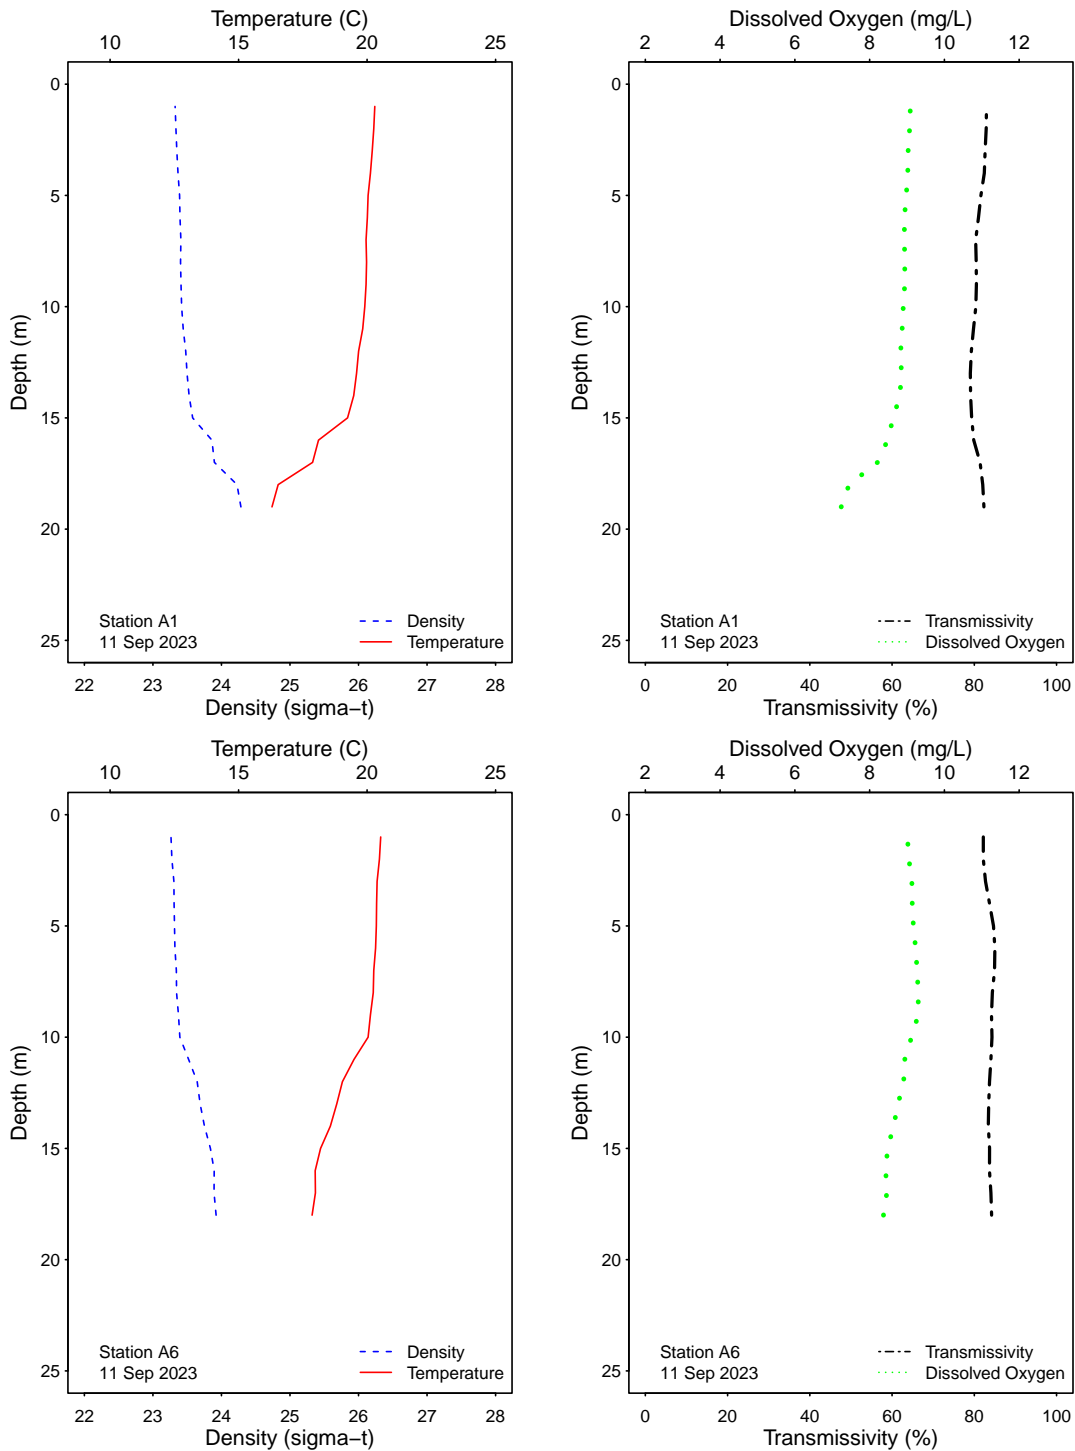 Temperature (C)
10 15 20 25
0
5
10
15
20
25
Depth (m)
Station A1
11 Sep 2023
Density
Temperature
22 23 24 25 26 27 28
Density (sigma−t)
Dissolved Oxygen (mg/L)
2 4 6 8 10 12
0
5
10
15
20
25
Depth (m)
Station A1
11 Sep 2023
Transmissivity
Dissolved Oxygen
0 20 40 60 80 100
Transmissivity (%)
Temperature (C)
10 15 20 25
0
5
10
15
20
25
Depth (m)
Station A6
11 Sep 2023
Density
Temperature
22 23 24 25 26 27 28
Density (sigma−t)
Dissolved Oxygen (mg/L)
2 4 6 8 10 12
0
5
10
15
20
25
Depth (m)
Station A6
11 Sep 2023
Transmissivity
Dissolved Oxygen
0 20 40 60 80 100
Transmissivity (%)